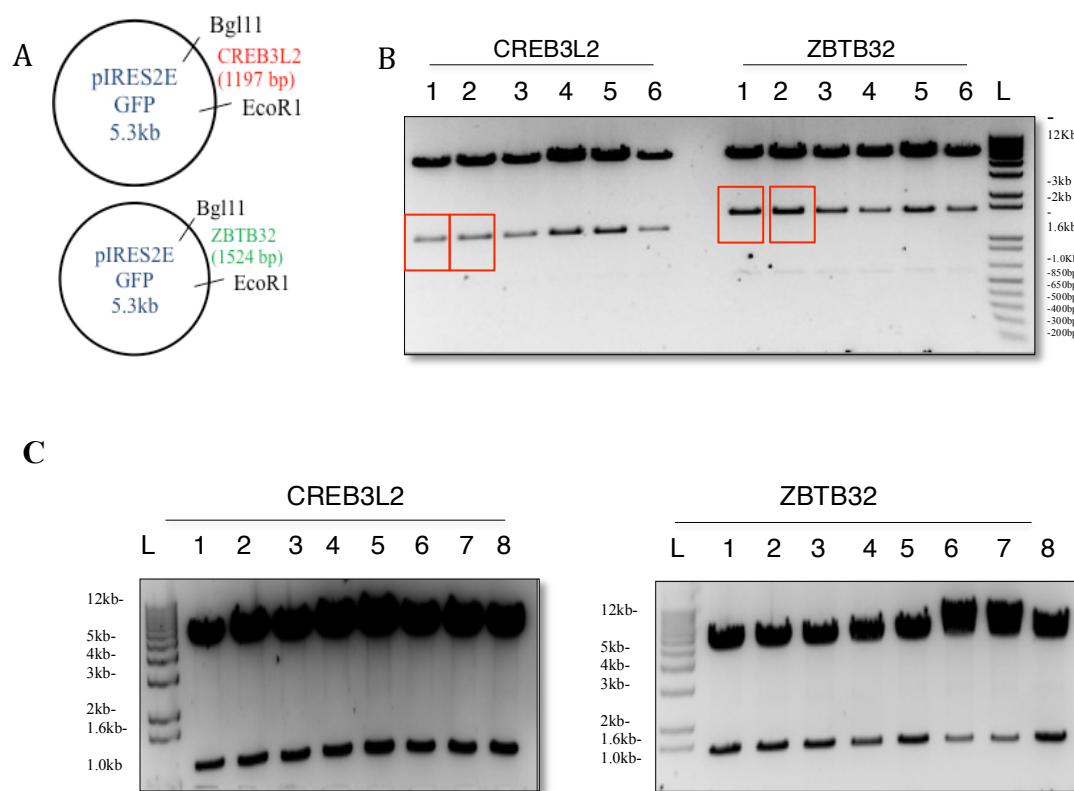 A
Bgl11
CREB3L2
(1197 bp)
pIRES2E
GFP
5.3kb
EcoR1
Bgl11
ZBTB32
(1524 bp)
pIRES2E
GFP
5.3kb
EcoR1
B
CREB3L2 ZBTB32
1 2 3 4 5 6 1 2 3 4 5 6 L
-
12Kb
-3kb
-2kb
-
1.6kb
-1.0K
-850bp
-650bp
-500bp
-400bp
-300bp
-200bp
C
CREB3L2
L 1 2 3 4 5 6 7 8
12kb-
5kb-
4kb-
3kb-
2kb-
1.6kb-
1.0kb
ZBTB32
L 1 2 3 4 5 6 7 8
12kb-
5kb-
4kb-
3kb-
2kb-
1.6kb-
1.0kb-